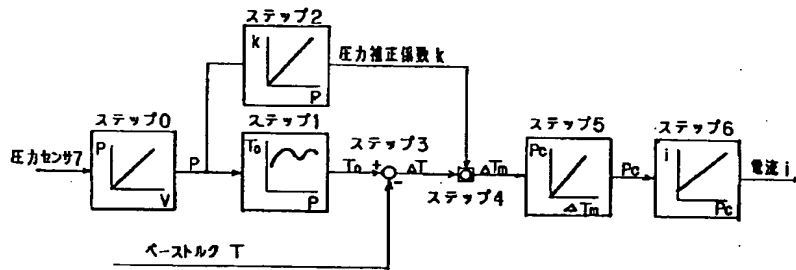 ステップ2
k
P
圧力補正係数 k
ステップ0
ステップ1
ステップ3
ステップ5
ステップ6
圧力センサ7
P
V
P
To
P
To
+
-
ΔT
ΔTm
ステップ4
Pc
ΔTm
Pc
i
Pc
電流 i
ベーストルク T